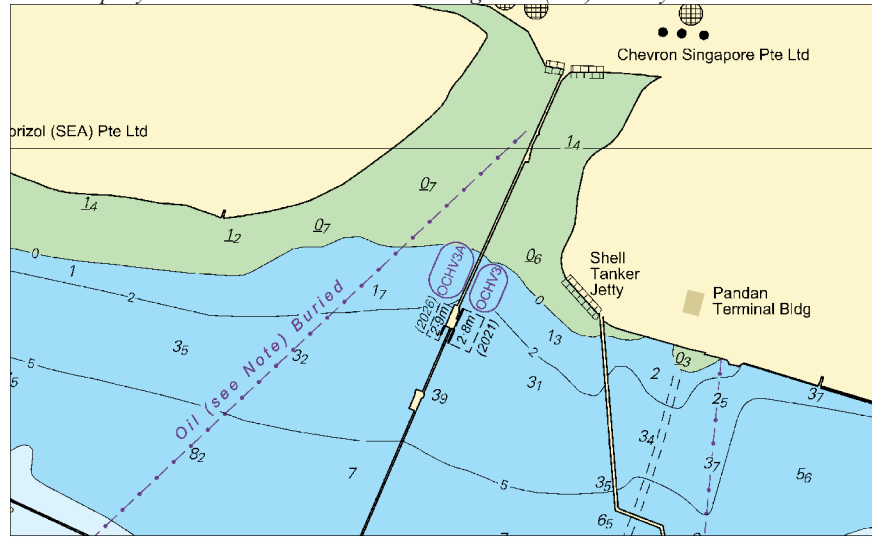 Chevron Singapore Pte Ltd
orizol (SEA) Pte Ltd
1₄
0₇
1₄
1₂
0₇
0₆
Shell
Tanker
Jetty
Pandan
Terminal Bldg
OCHV3A
OCHV3
0
1
2
1₇
(2026)
2·9m
2·8m
(2021)
0
1₃
2
3₅
3₂
Oil (see Note) Buried
3₁
2
0₃
2₅
3₇
5
5
3₉
3₄
3₇
8₂
7
5
3₅
5₆
6₅